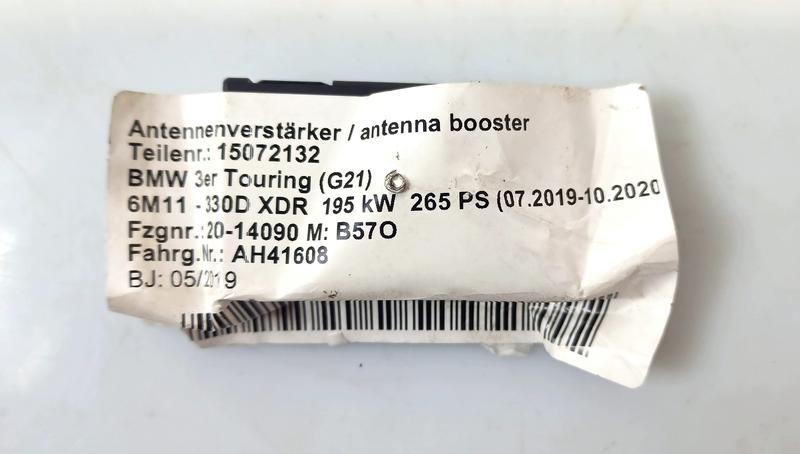 Antennenverstärker / antenna booster
Teilenr.: 15072132
BMW 3er Touring (G21)
6M11 - 330D XDR 195 kW 265 PS (07.2019-10.2020
Fzgnr.:20-14090 M: B57O
Fahrg.Nr.: AH41608
BJ: 05/2019